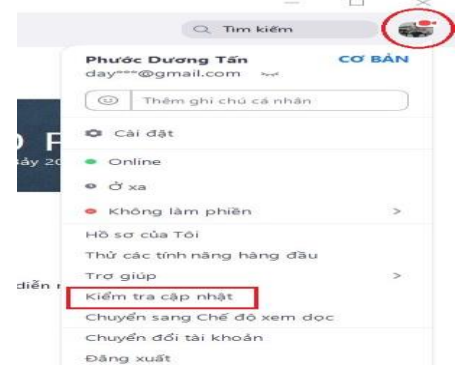 Tìm kiếm
Phước Dương Tấn CƠ BẢN
day***@gmail.com
Thêm ghi chú cá nhân
Cài đặt
Online
Ở xa
Không làm phiền >
Hồ sơ của Tôi
Thử các tính năng hàng đầu
Trợ giúp >
Kiểm tra cập nhật
Chuyển sang Chế độ xem dọc
Chuyển đổi tài khoản
Đăng xuất
ảy 20
diễn